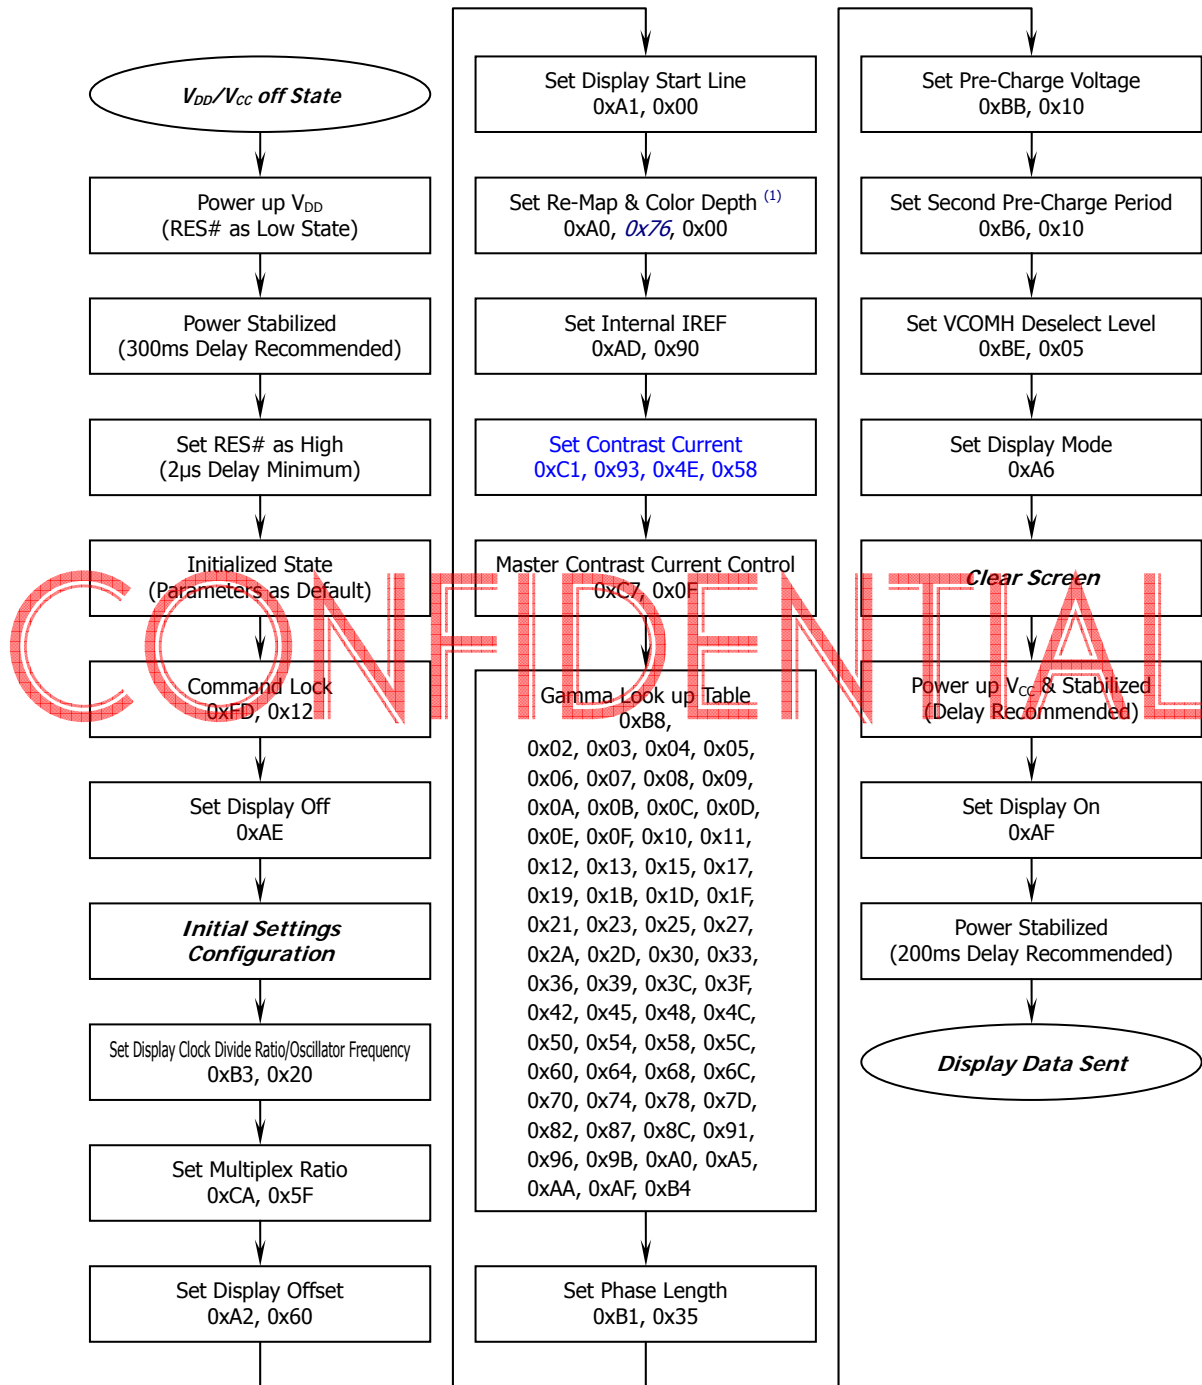 V_DD/V_CC off State
Power up V_DD
(RES# as Low State)
Power Stabilized
(300ms Delay Recommended)
Set RES# as High
(2µs Delay Minimum)
Initialized State
(Parameters as Default)
Command Lock
0xFD, 0x12
Set Display Off
0xAE
Initial Settings
Configuration
Set Display Clock Divide Ratio/Oscillator Frequency
0xB3, 0x20
Set Multiplex Ratio
0xCA, 0x5F
Set Display Offset
0xA2, 0x60
Set Display Start Line
0xA1, 0x00
Set Re-Map & Color Depth (1)
0xA0, 0x76, 0x00
Set Internal IREF
0xAD, 0x90
Set Contrast Current
0xC1, 0x93, 0x4E, 0x58
Master Contrast Current Control
0xC7, 0x0F
Gamma Look up Table
0xB8,
0x02, 0x03, 0x04, 0x05,
0x06, 0x07, 0x08, 0x09,
0x0A, 0x0B, 0x0C, 0x0D,
0x0E, 0x0F, 0x10, 0x11,
0x12, 0x13, 0x15, 0x17,
0x19, 0x1B, 0x1D, 0x1F,
0x21, 0x23, 0x25, 0x27,
0x2A, 0x2D, 0x30, 0x33,
0x36, 0x39, 0x3C, 0x3F,
0x42, 0x45, 0x48, 0x4C,
0x50, 0x54, 0x58, 0x5C,
0x60, 0x64, 0x68, 0x6C,
0x70, 0x74, 0x78, 0x7D,
0x82, 0x87, 0x8C, 0x91,
0x96, 0x9B, 0xA0, 0xA5,
0xAA, 0xAF, 0xB4
Set Phase Length
0xB1, 0x35
Set Pre-Charge Voltage
0xBB, 0x10
Set Second Pre-Charge Period
0xB6, 0x10
Set VCOMH Deselect Level
0xBE, 0x05
Set Display Mode
0xA6
Clear Screen
Power up V_CC & Stabilized
(Delay Recommended)
Set Display On
0xAF
Power Stabilized
(200ms Delay Recommended)
Display Data Sent
CONFIDENTIAL